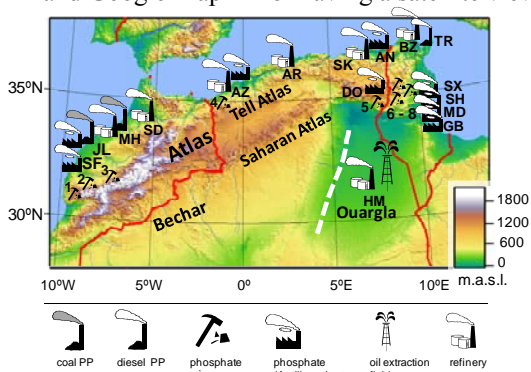 BZ
TR
AN
SK
AR
35ºN
AZ
DO
SX
SH
MD
GB
4
5
6 - 8
Tell Atlas
Saharan Atlas
Atlas
SD
MH
JL
SF
1
2
3
HM
Ouargla
Bechar
30ºN
1800
1200
600
0
m.a.s.l.
10ºW 5ºW 0º 5ºE 10ºE
coal PP diesel PP phosphate phosphate oil extraction refinery